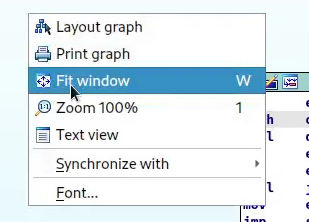 Layout graph
Print graph
Fit window W
Zoom 100% 1
Text view
Synchronize with
Font...